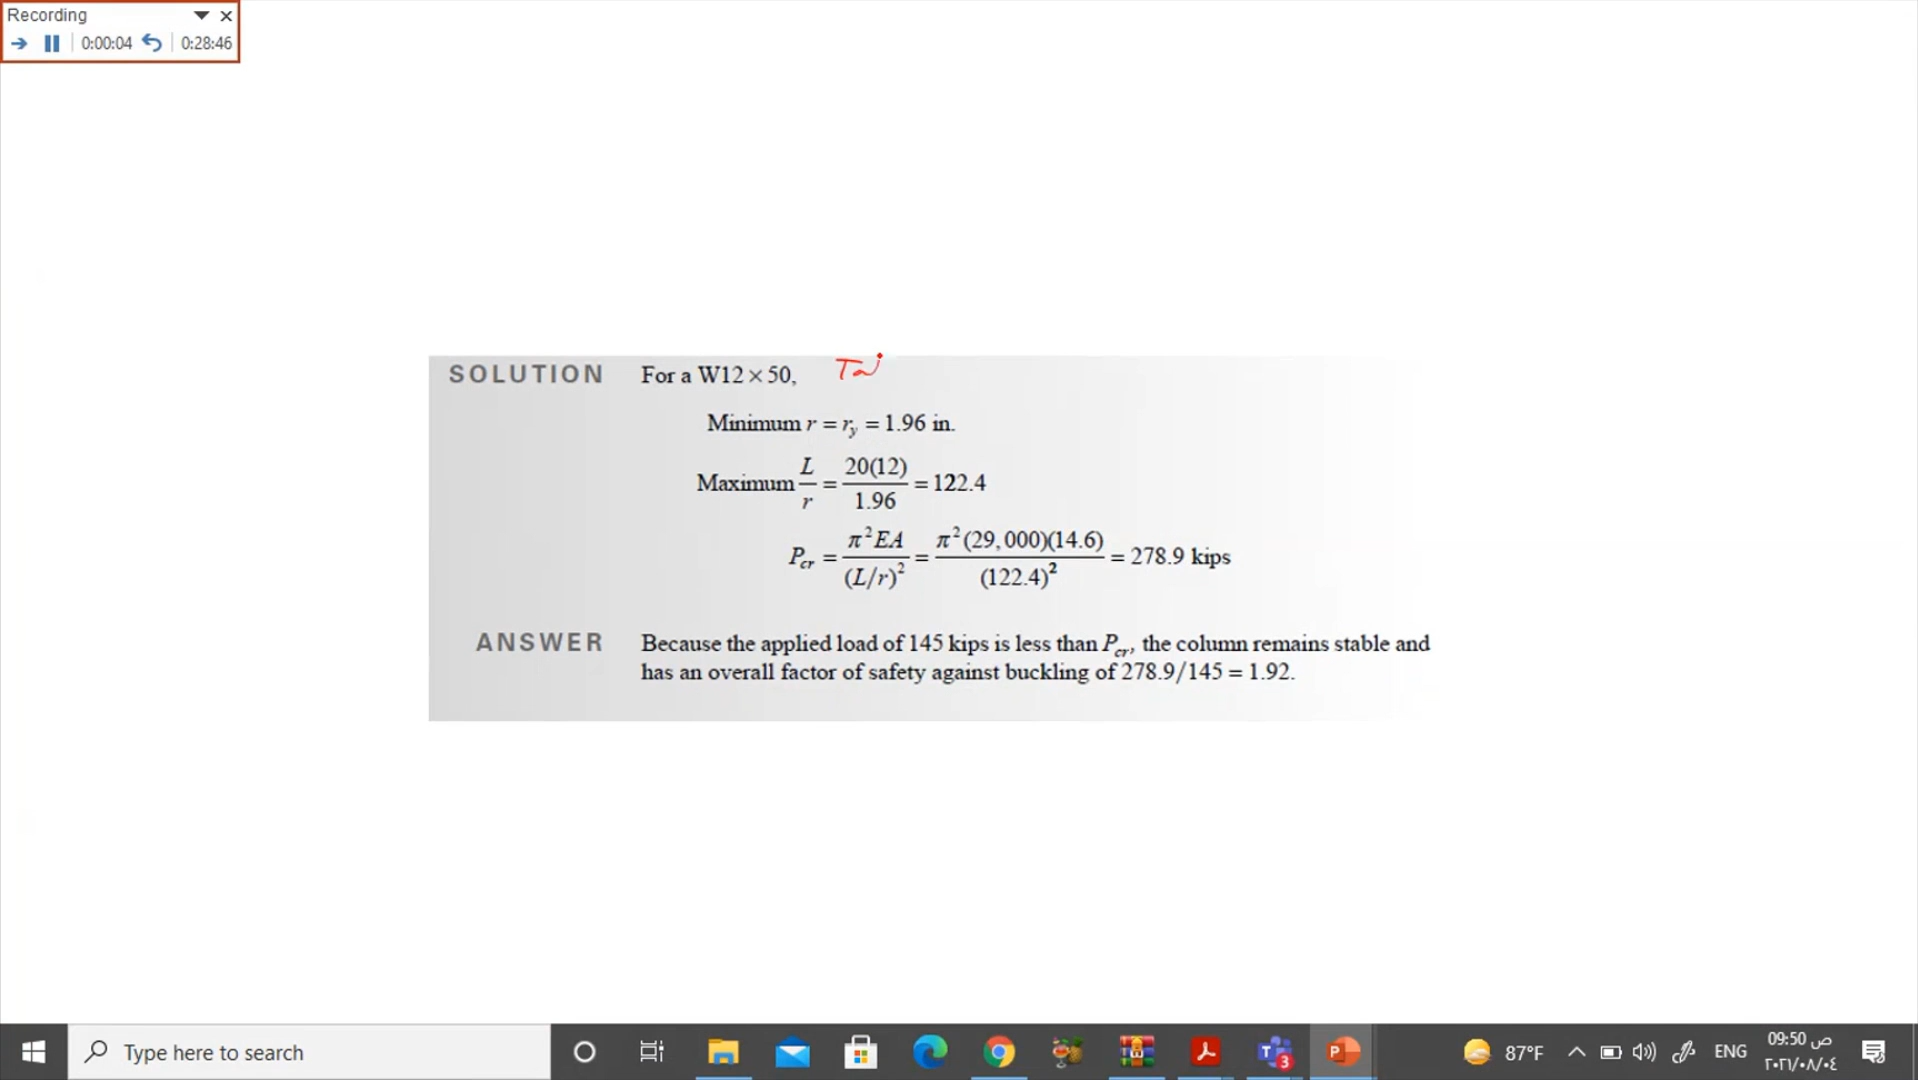 Recording
0:00:04 0:28:46
SOLUTION For a W12 × 50,
Minimum r = r_y = 1.96 in.
Maximum L/r = 20(12)/1.96 = 122.4
P_cr = π²EA/(L/r)² = π²(29,000)(14.6)/(122.4)² = 278.9 kips
ANSWER Because the applied load of 145 kips is less than P_cr, the column remains stable and
has an overall factor of safety against buckling of 278.9/145 = 1.92.
Type here to search
3
87°F
ENG
09:50 ص
٢٠٢١/٠٨/٠٤